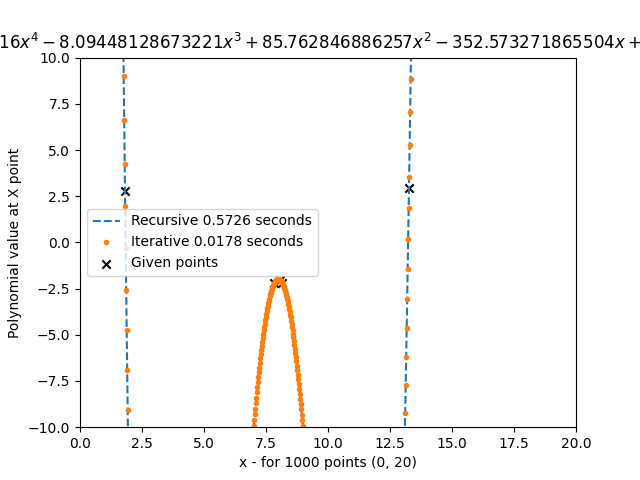 16x⁴ − 8.09448128673221x³ + 85.762846886257x² − 352.573271865504x +
10.0
7.5
5.0
2.5
0.0
−2.5
−5.0
−7.5
−10.0
Polynomial value at X point
Recursive 0.5726 seconds
Iterative 0.0178 seconds
Given points
0.0 2.5 5.0 7.5 10.0 12.5 15.0 17.5 20.0
x - for 1000 points (0, 20)